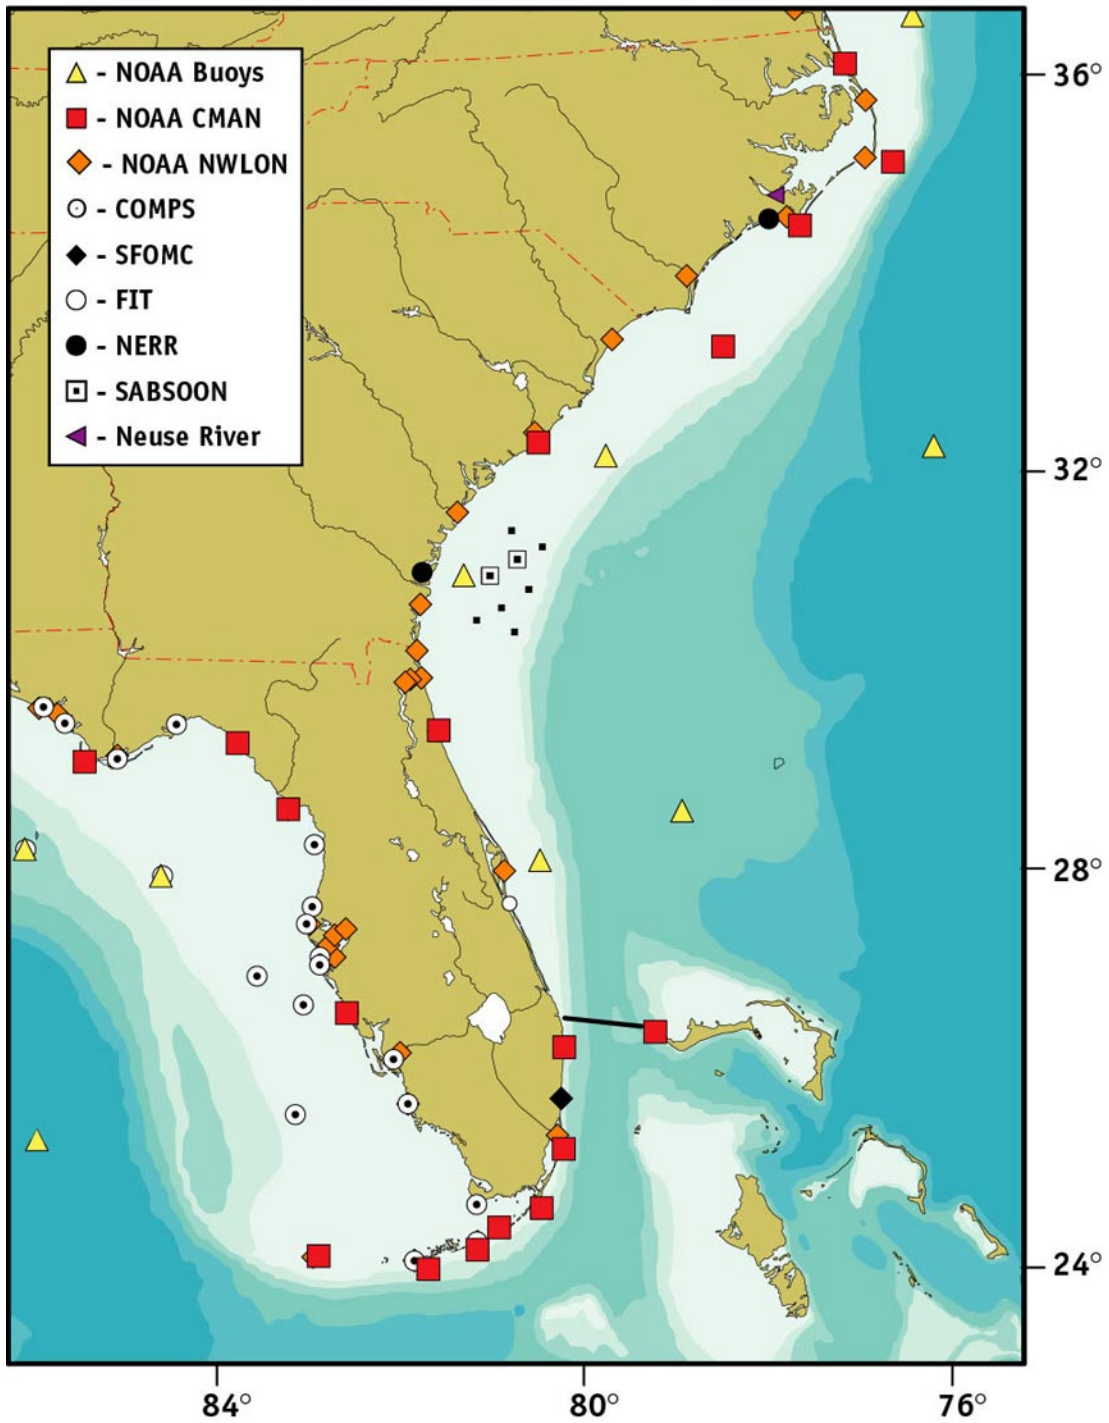 - NOAA Buoys
- NOAA CMAN
- NOAA NWLON
- COMPS
- SFOMC
- FIT
- NERR
- SABSOON
- Neuse River
36°
32°
28°
24°
84° 80° 76°